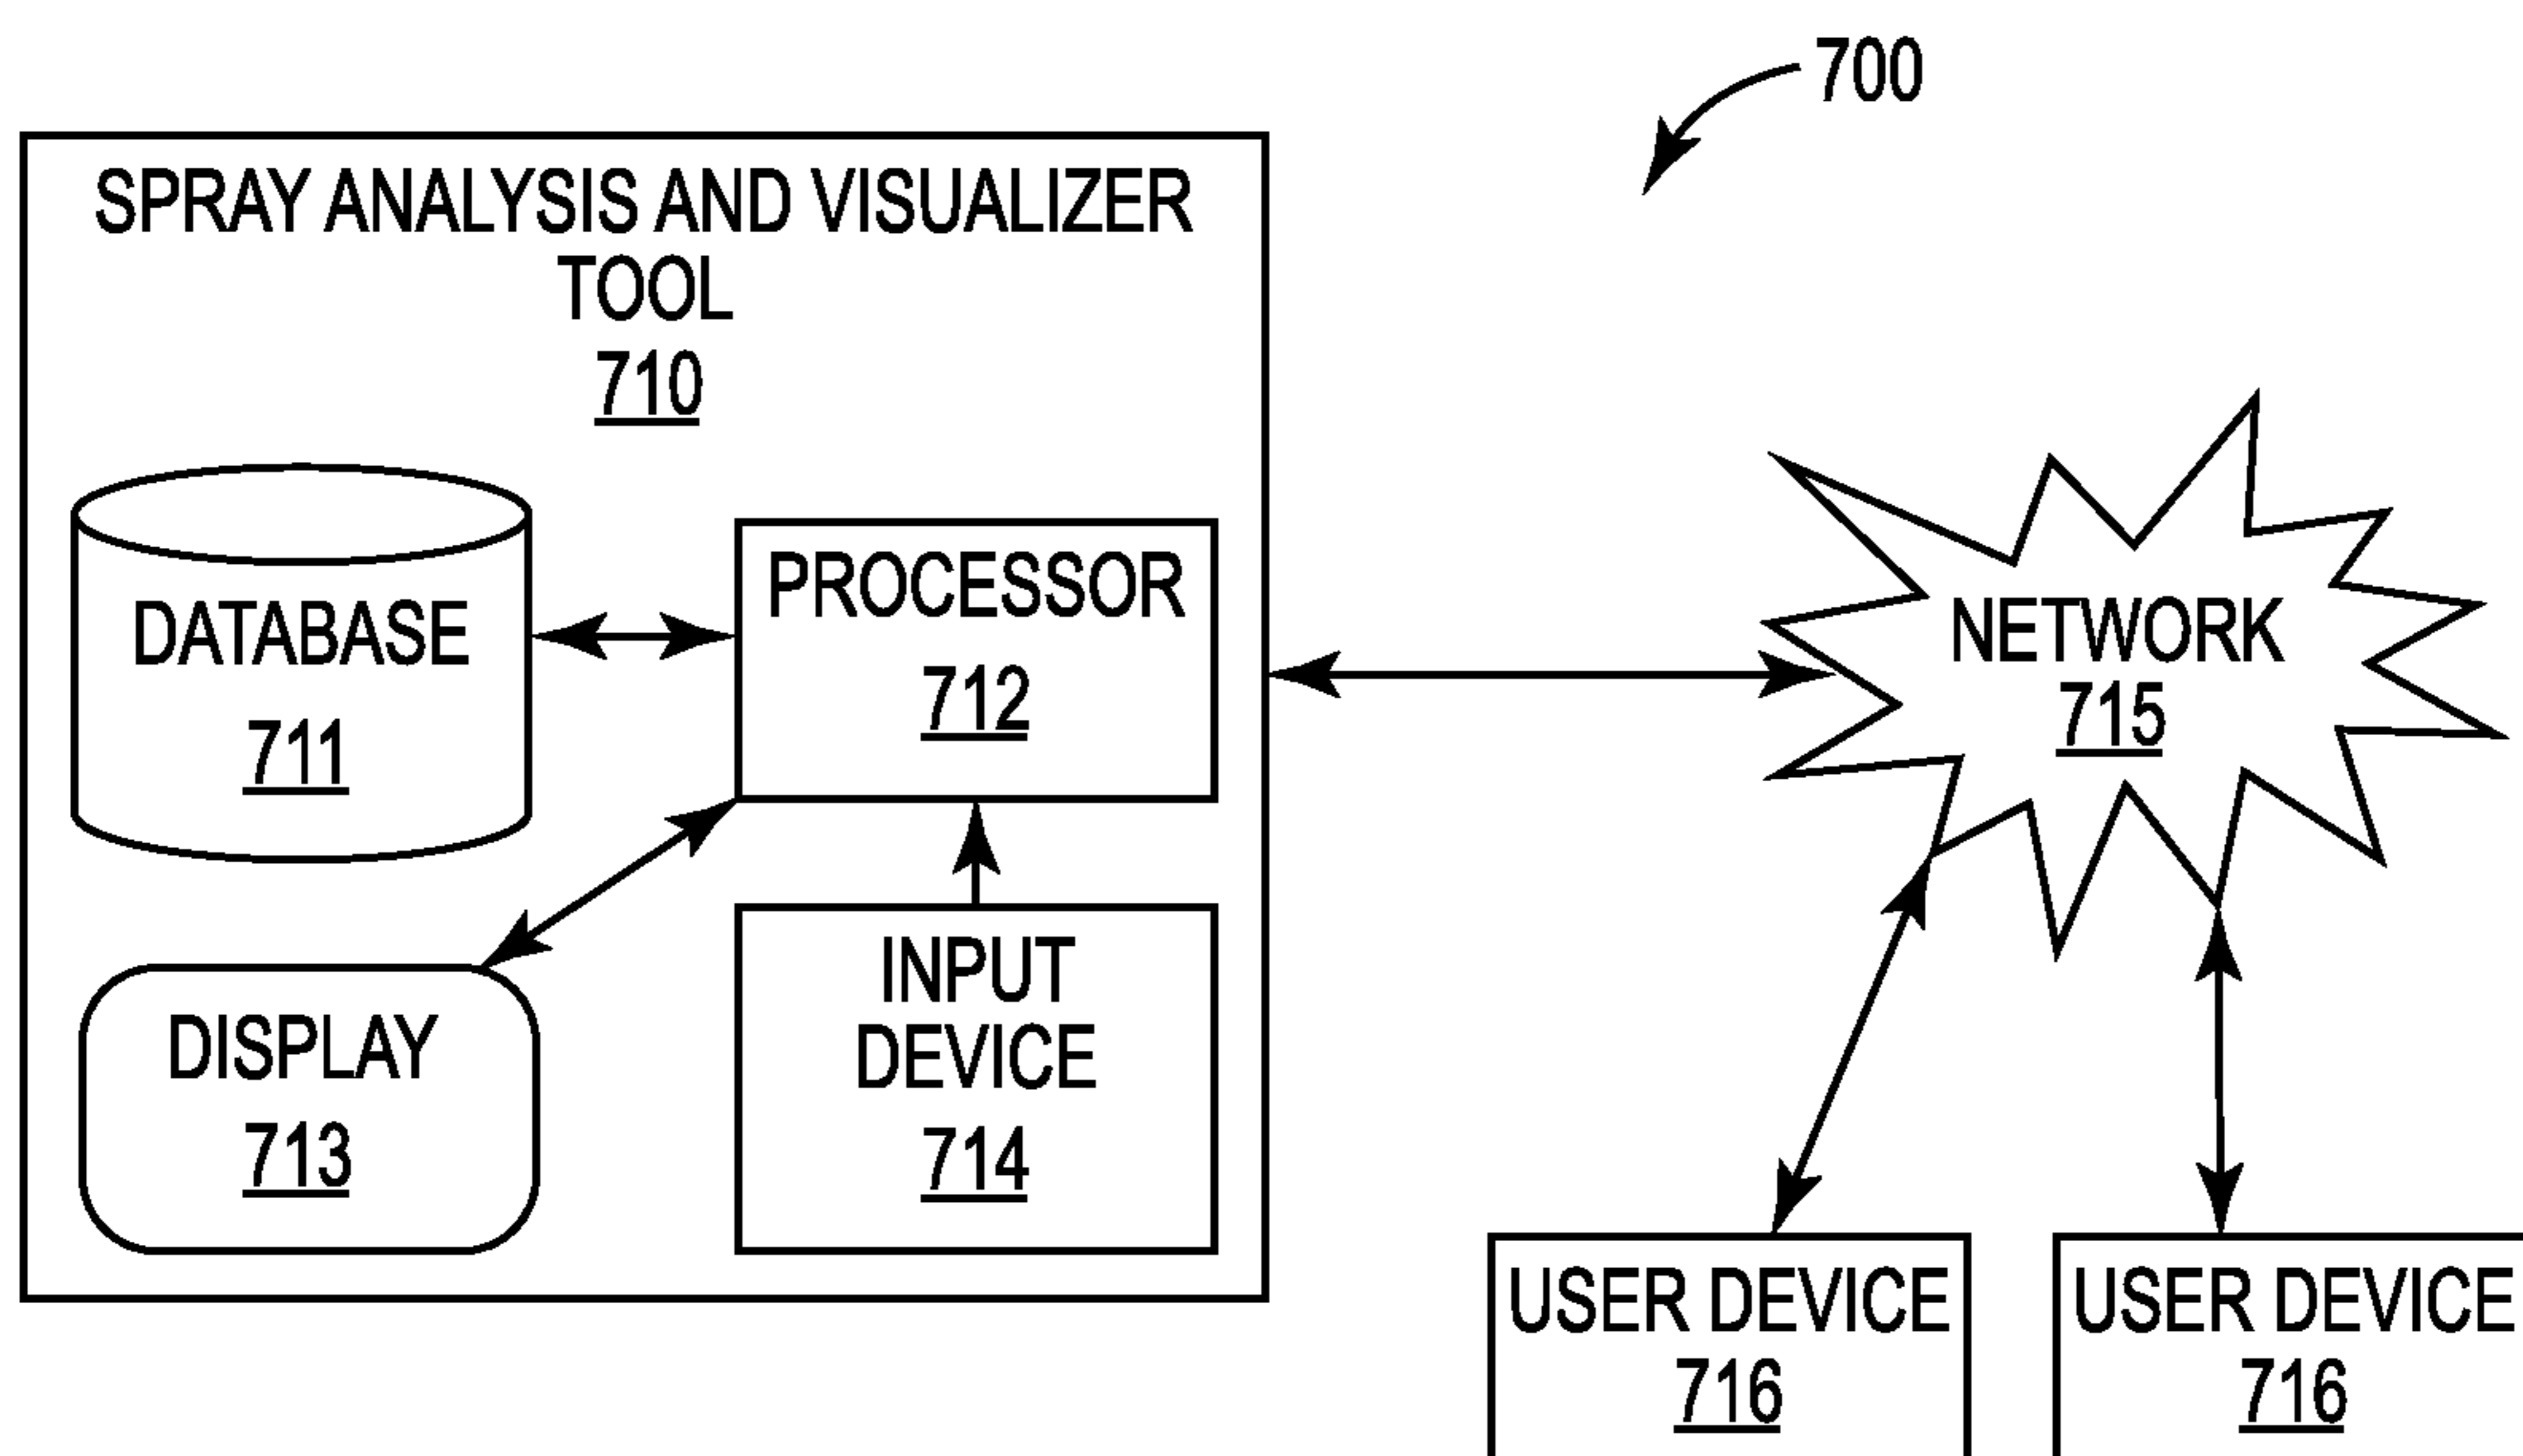 700
SPRAY ANALYSIS AND VISUALIZER
TOOL
710
DATABASE
711
PROCESSOR
712
DISPLAY
713
INPUT
DEVICE
714
NETWORK
715
USER DEVICE
716
USER DEVICE
716